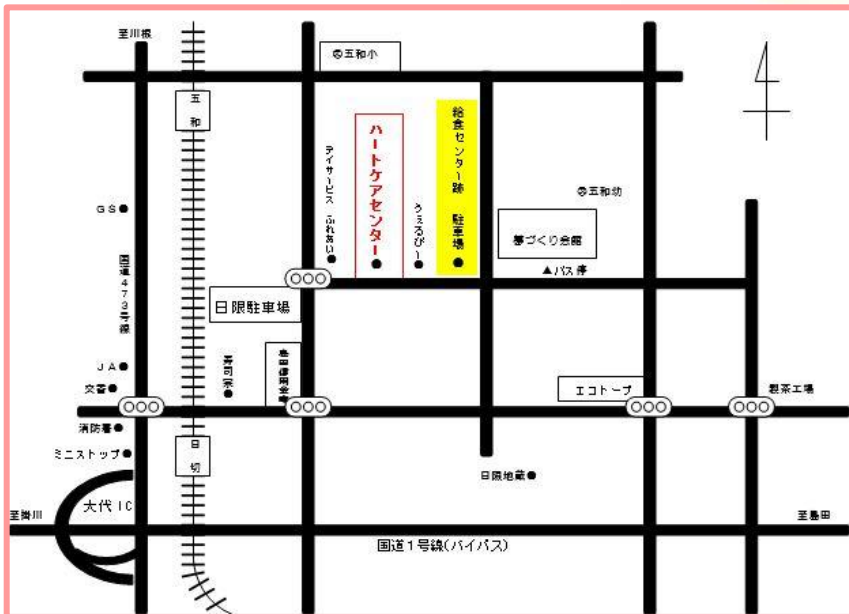 至川根
㊫五和小
五和
デイサービス ふれあい
ハートケアセンター
うぇるびー
給食センター跡 駐車場
㊫五和幼
GS
国道473号線
夢づくり会館
▲バス停
日限駐車場
JA
交番
寿司宗
島田信用金庫
エコトープ
製茶工場
消防署
ミニストップ
日切
日限地蔵
大代IC
至掛川
至島田
国道1号線(バイパス)